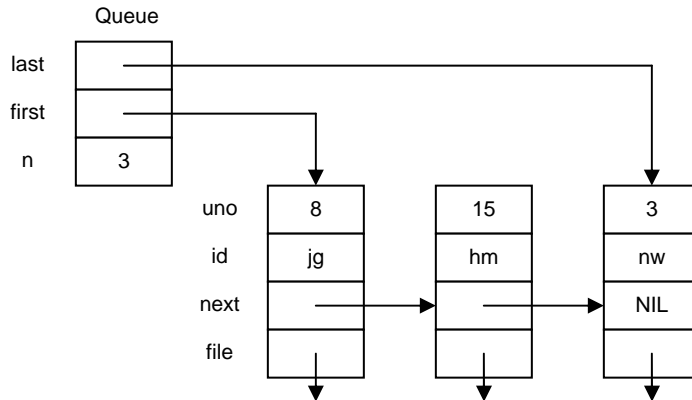 Queue
last
first
n 3
uno 8 15 3
id jg hm nw
next NIL
file